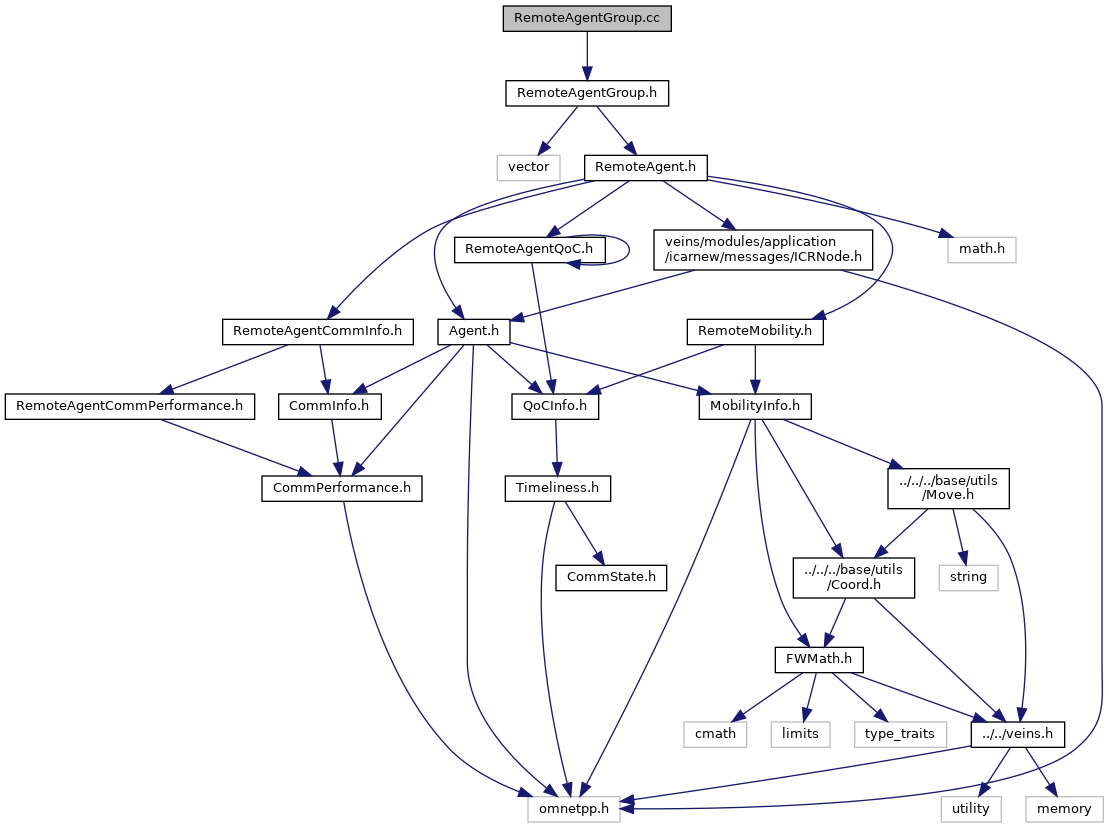 RemoteAgentGroup.cc
RemoteAgentGroup.h
vector
RemoteAgent.h
RemoteAgentQoC.h
veins/modules/application
/icarnew/messages/ICRNode.h
math.h
RemoteAgentCommInfo.h
Agent.h
RemoteMobility.h
RemoteAgentCommPerformance.h
CommInfo.h
QoCInfo.h
MobilityInfo.h
CommPerformance.h
Timeliness.h
../../../base/utils
/Move.h
CommState.h
../../../base/utils
/Coord.h
string
FWMath.h
cmath
limits
type_traits
../../veins.h
omnetpp.h
utility
memory